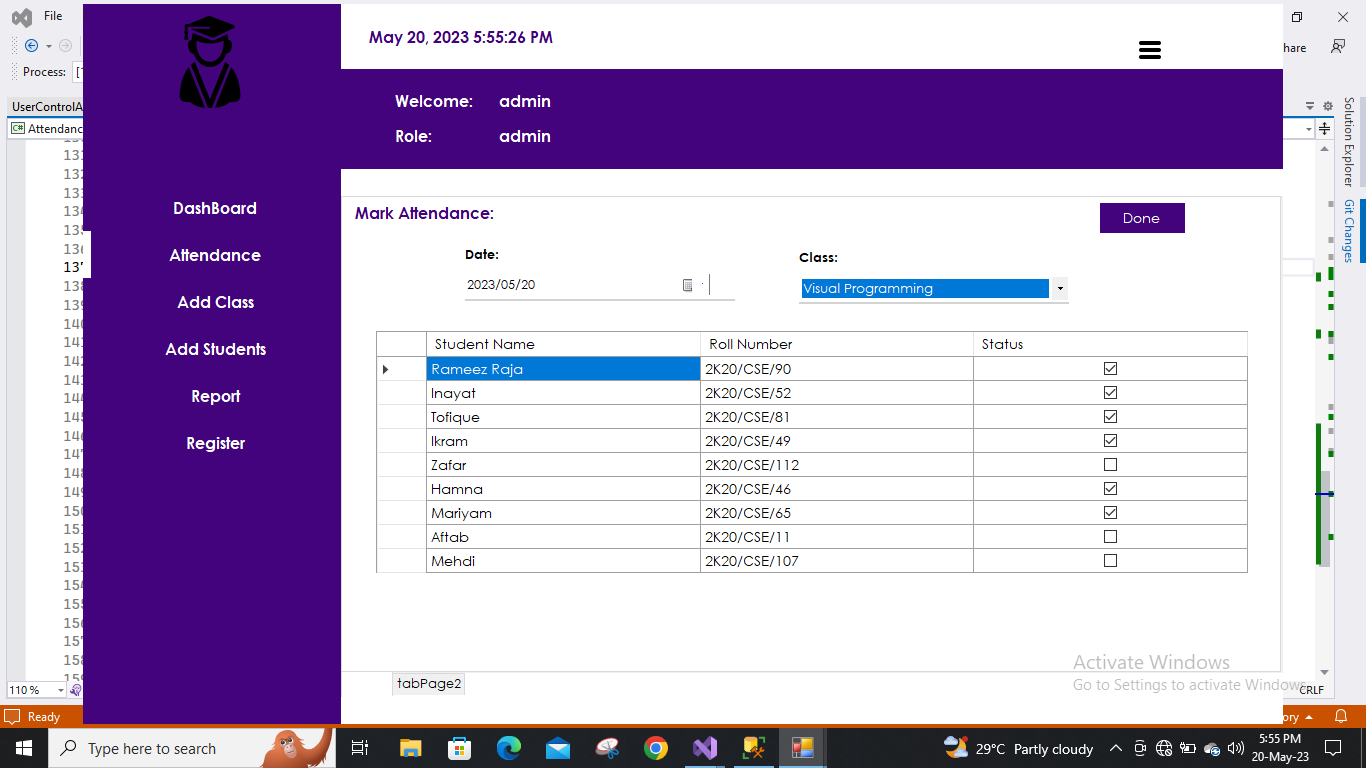 File
May 20, 2023 5:55:26 PM
hare
Process:
Welcome: admin
Role: admin
UserControlA
Attendanc
Solution Explorer
Git Changes
DashBoard
Attendance
Add Class
Add Students
Report
Register
Mark Attendance:
Done
Date:
Class:
2023/05/20
Visual Programming
Student Name Roll Number Status
Rameez Raja 2K20/CSE/90
Inayat 2K20/CSE/52
Tofique 2K20/CSE/81
Ikram 2K20/CSE/49
Zafar 2K20/CSE/112
Hamna 2K20/CSE/46
Mariyam 2K20/CSE/65
Aftab 2K20/CSE/11
Mehdi 2K20/CSE/107
Activate Windows
Go to Settings to activate Windows.
tabPage2
110 %
CRLF
Ready
ory
Type here to search
29°C Partly cloudy
5:55 PM
20-May-23